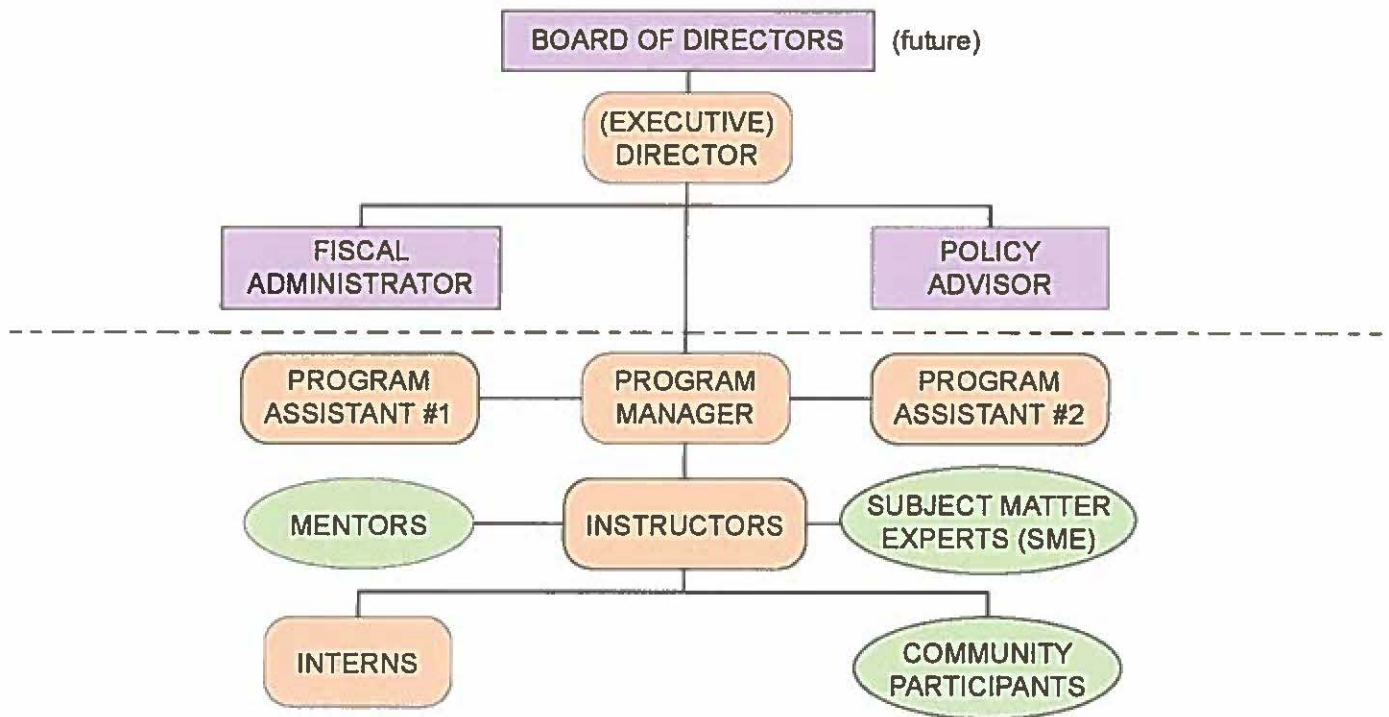 BOARD OF DIRECTORS (future)
(EXECUTIVE)
DIRECTOR
FISCAL
ADMINISTRATOR
POLICY
ADVISOR
PROGRAM
ASSISTANT #1
PROGRAM
MANAGER
PROGRAM
ASSISTANT #2
MENTORS
INSTRUCTORS
SUBJECT MATTER
EXPERTS (SME)
INTERNS
COMMUNITY
PARTICIPANTS